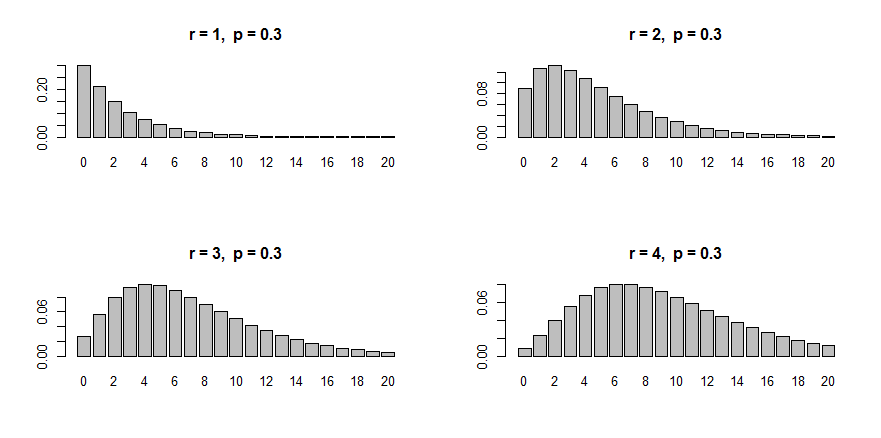 r = 1,  p = 0.3
0.20
0.00
0 2 4 6 8 10 12 14 16 18 20
r = 2,  p = 0.3
0.08
0.00
0 2 4 6 8 10 12 14 16 18 20
r = 3,  p = 0.3
0.06
0.00
0 2 4 6 8 10 12 14 16 18 20
r = 4,  p = 0.3
0.06
0.00
0 2 4 6 8 10 12 14 16 18 20